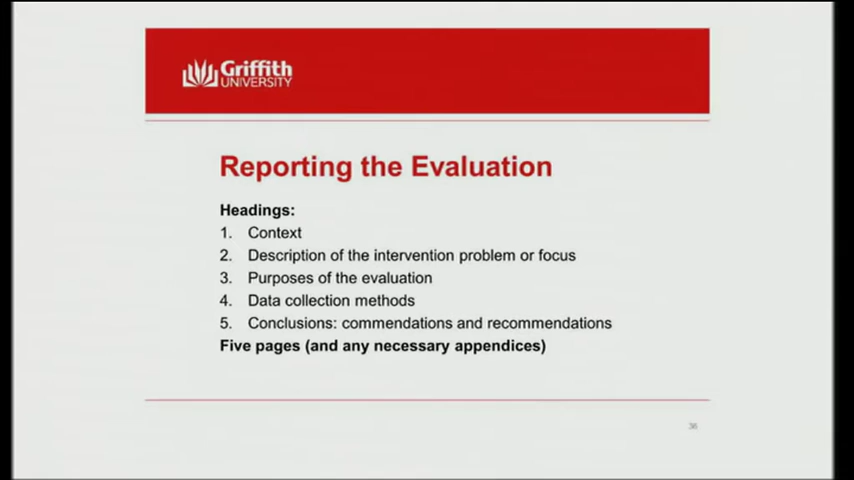 Griffith
UNIVERSITY
Reporting the Evaluation
Headings:
1. Context
2. Description of the intervention problem or focus
3. Purposes of the evaluation
4. Data collection methods
5. Conclusions: commendations and recommendations
Five pages (and any necessary appendices)
36